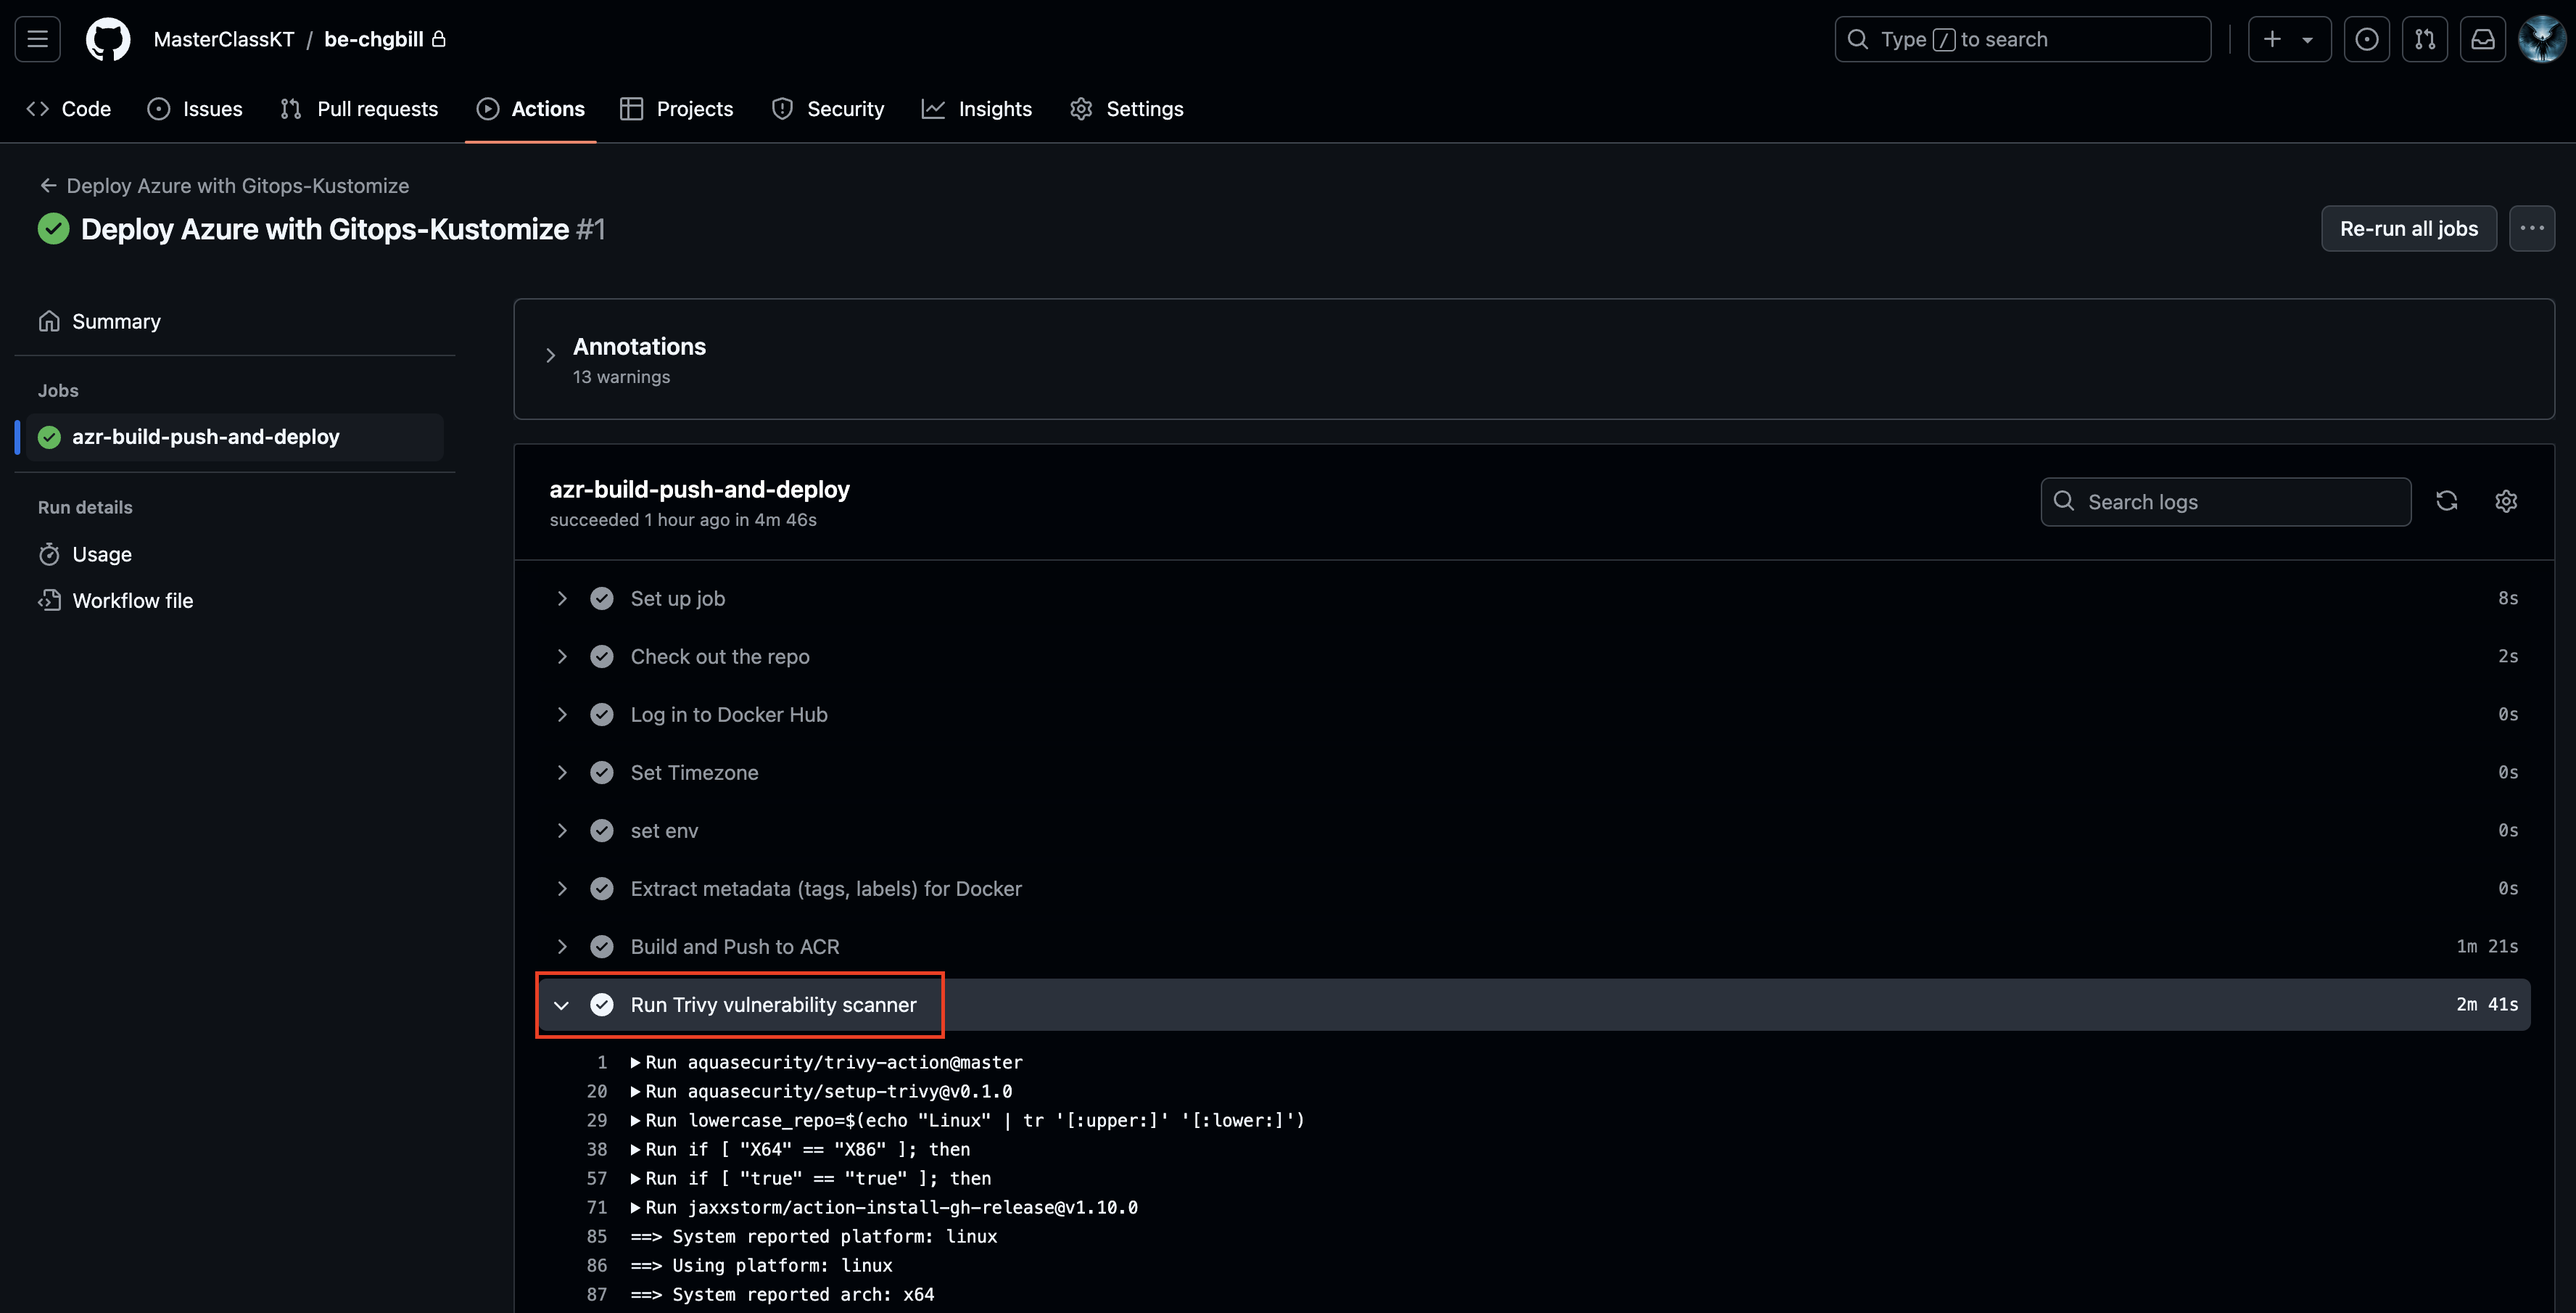 MasterClassKT / be-chgbill
Type / to search
Code
Issues
Pull requests
Actions
Projects
Security
Insights
Settings
Deploy Azure with Gitops-Kustomize
Deploy Azure with Gitops-Kustomize #1
Re-run all jobs
Summary
Jobs
azr-build-push-and-deploy
Run details
Usage
Workflow file
Annotations
13 warnings
azr-build-push-and-deploy
succeeded 1 hour ago in 4m 46s
Search logs
Set up job 8s
Check out the repo 2s
Log in to Docker Hub 0s
Set Timezone 0s
set env 0s
Extract metadata (tags, labels) for Docker 0s
Build and Push to ACR 1m 21s
Run Trivy vulnerability scanner 2m 41s
1 ▶Run aquasecurity/trivy-action@master
20 ▶Run aquasecurity/setup-trivy@v0.1.0
29 ▶Run lowercase_repo=$(echo "Linux" | tr '[:upper:]' '[:lower:]')
38 ▶Run if [ "X64" == "X86" ]; then
57 ▶Run if [ "true" == "true" ]; then
71 ▶Run jaxxstorm/action-install-gh-release@v1.10.0
85 ==> System reported platform: linux
86 ==> Using platform: linux
87 ==> System reported arch: x64